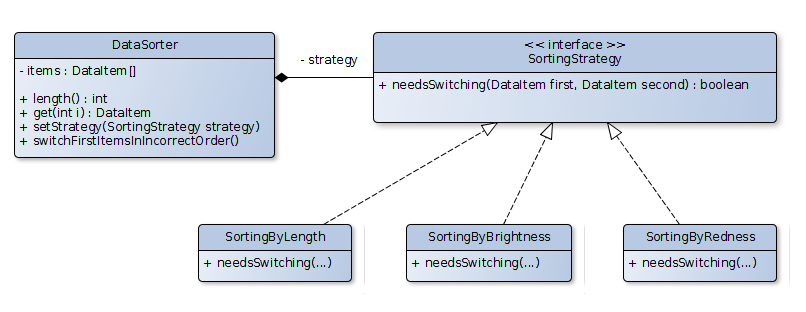 DataSorter
- items : DataItem[]
+ length() : int
+ get(int i) : DataItem
+ setStrategy(SortingStrategy strategy)
+ switchFirstItemsInIncorrectOrder()
- strategy
<< interface >>
SortingStrategy
+ needsSwitching(DataItem first, DataItem second) : boolean
SortingByLength
+ needsSwitching(...)
SortingByBrightness
+ needsSwitching(...)
SortingByRedness
+ needsSwitching(...)